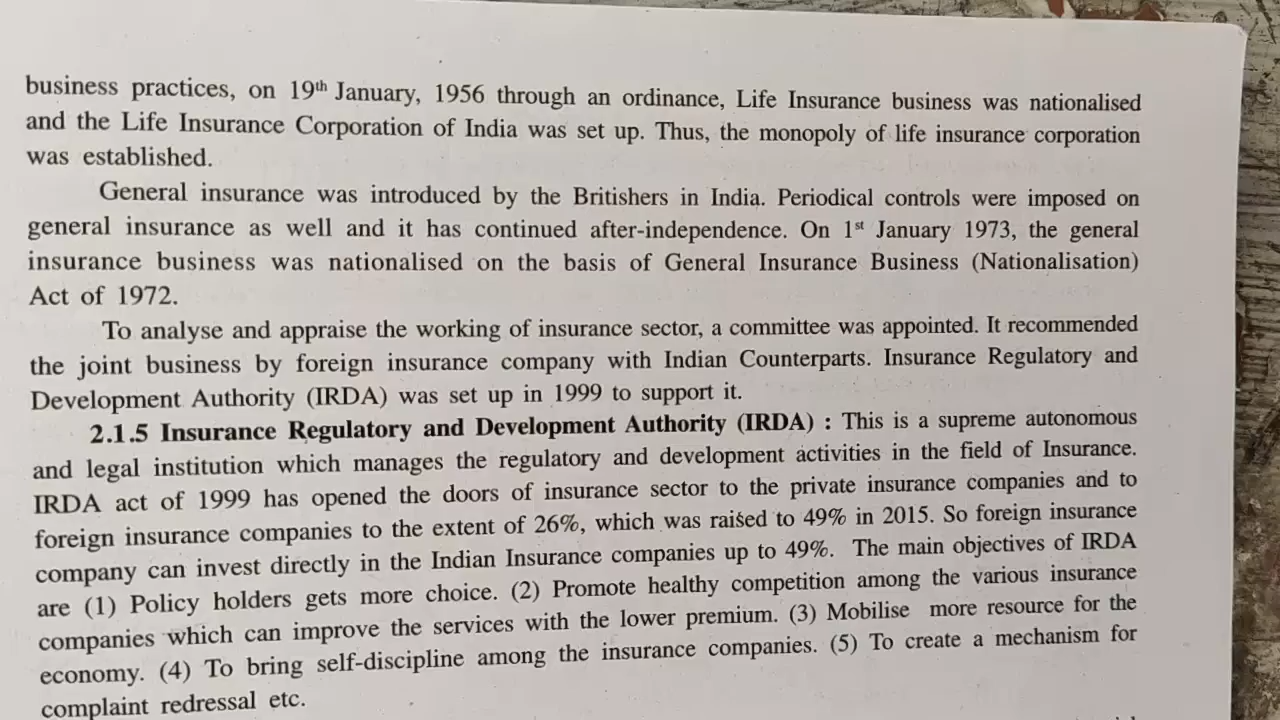 business practices, on 19th January, 1956 through an ordinance, Life Insurance business was nationalised
and the Life Insurance Corporation of India was set up. Thus, the monopoly of life insurance corporation
was established.
General insurance was introduced by the Britishers in India. Periodical controls were imposed on
general insurance as well and it has continued after-independence. On 1st January 1973, the general
insurance business was nationalised on the basis of General Insurance Business (Nationalisation)
Act of 1972.
To analyse and appraise the working of insurance sector, a committee was appointed. It recommended
the joint business by foreign insurance company with Indian Counterparts. Insurance Regulatory and
Development Authority (IRDA) was set up in 1999 to support it.
2.1.5 Insurance Regulatory and Development Authority (IRDA) : This is a supreme autonomous
and legal institution which manages the regulatory and development activities in the field of Insurance.
IRDA act of 1999 has opened the doors of insurance sector to the private insurance companies and to
foreign insurance companies to the extent of 26%, which was raised to 49% in 2015. So foreign insurance
company can invest directly in the Indian Insurance companies up to 49%. The main objectives of IRDA
are (1) Policy holders gets more choice. (2) Promote healthy competition among the various insurance
companies which can improve the services with the lower premium. (3) Mobilise more resource for the
economy. (4) To bring self-discipline among the insurance companies. (5) To create a mechanism for
complaint redressal etc.